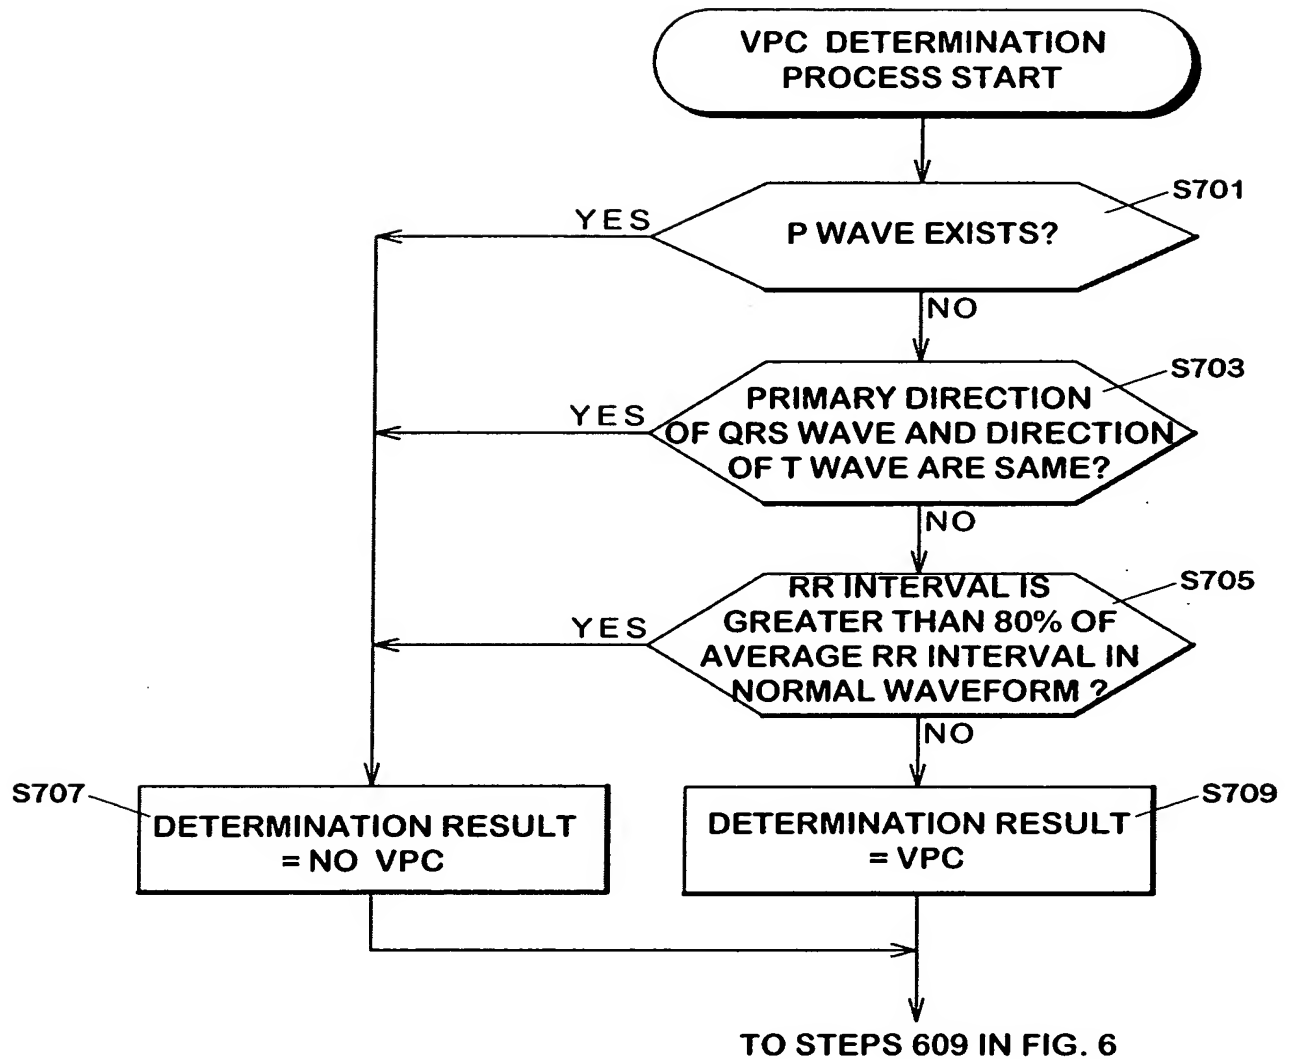 VPC DETERMINATION
PROCESS START
S701
YES
P WAVE EXISTS?
NO
S703
YES
PRIMARY DIRECTION
OF QRS WAVE AND DIRECTION
OF T WAVE ARE SAME?
NO
S705
YES
RR INTERVAL IS
GREATER THAN 80% OF
AVERAGE RR INTERVAL IN
NORMAL WAVEFORM ?
NO
S707
DETERMINATION RESULT
= NO VPC
S709
DETERMINATION RESULT
= VPC
TO STEPS 609 IN FIG. 6